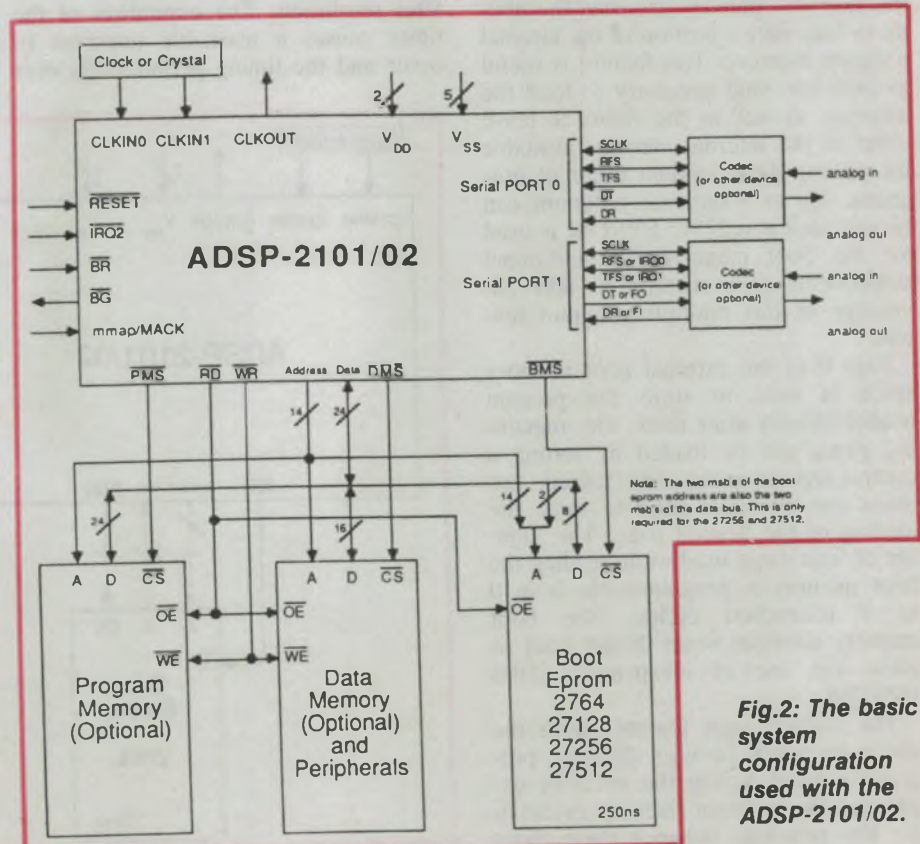 Clock or Crystal
2
5
CLKIN0 CLKIN1 CLKOUT
V DD
V SS
RESET
IRQ2
BR
BG
mmap/MACK
ADSP-2101/02
Serial PORT 0
SCLK
RFS
TFS
DT
DR
Codec
(or other device
optional)
analog in
analog out
Serial PORT 1
SCLK
RFS or IRQ0
TFS or IRQ1
DT or FO
DR or FI
Codec
(or other device
optional)
analog in
analog out
PMS RD WR Address Data DMS BMS
14 24
Note: The two msb's of the boot
eprom address are also the two
msb's of the data bus. This is only
required for the 27256 and 27512.
24
16
14 2 8
A D CS
OE
WE
Program
Memory
(Optional)
A D CS
OE
WE
Data
Memory
(Optional)
and
Peripherals
A D CS
OE
Boot
Eprom
2764
27128
27256
27512
250ns
Fig.2: The basic
system
configuration
used with the
ADSP-2101/02.